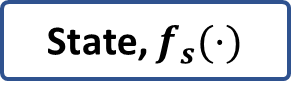 State, fₛ(·)